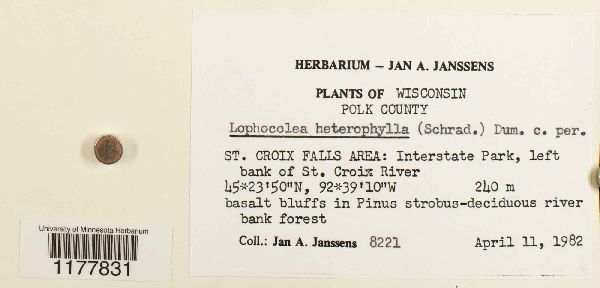 HERBARIUM – JAN A. JANSSENS
PLANTS OF WISCONSIN
POLK COUNTY
Lophocolea heterophylla (Schrad.) Dum. c. per.
ST. CROIX FALLS AREA: Interstate Park, left
bank of St. Croix River
45*23'50"N, 92*39'10"W 240 m
basalt bluffs in Pinus strobus-deciduous river
bank forest
Coll.: Jan A. Janssens 8221 April 11, 1982
University of Minnesota Herbarium
1177831